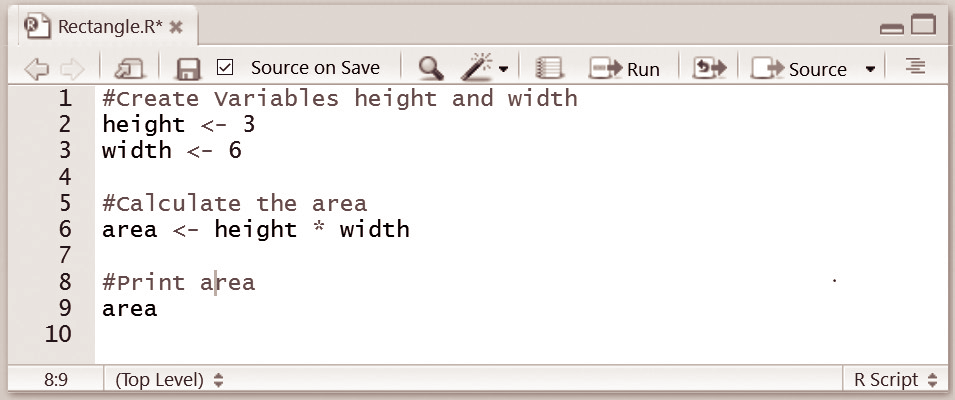 Rectangle.R*
Source on Save Run Source
1 #Create Variables height and width
2 height <- 3
3 width <- 6
4
5 #Calculate the area
6 area <- height * width
7
8 #Print area
9 area
10
8:9 (Top Level) R Script